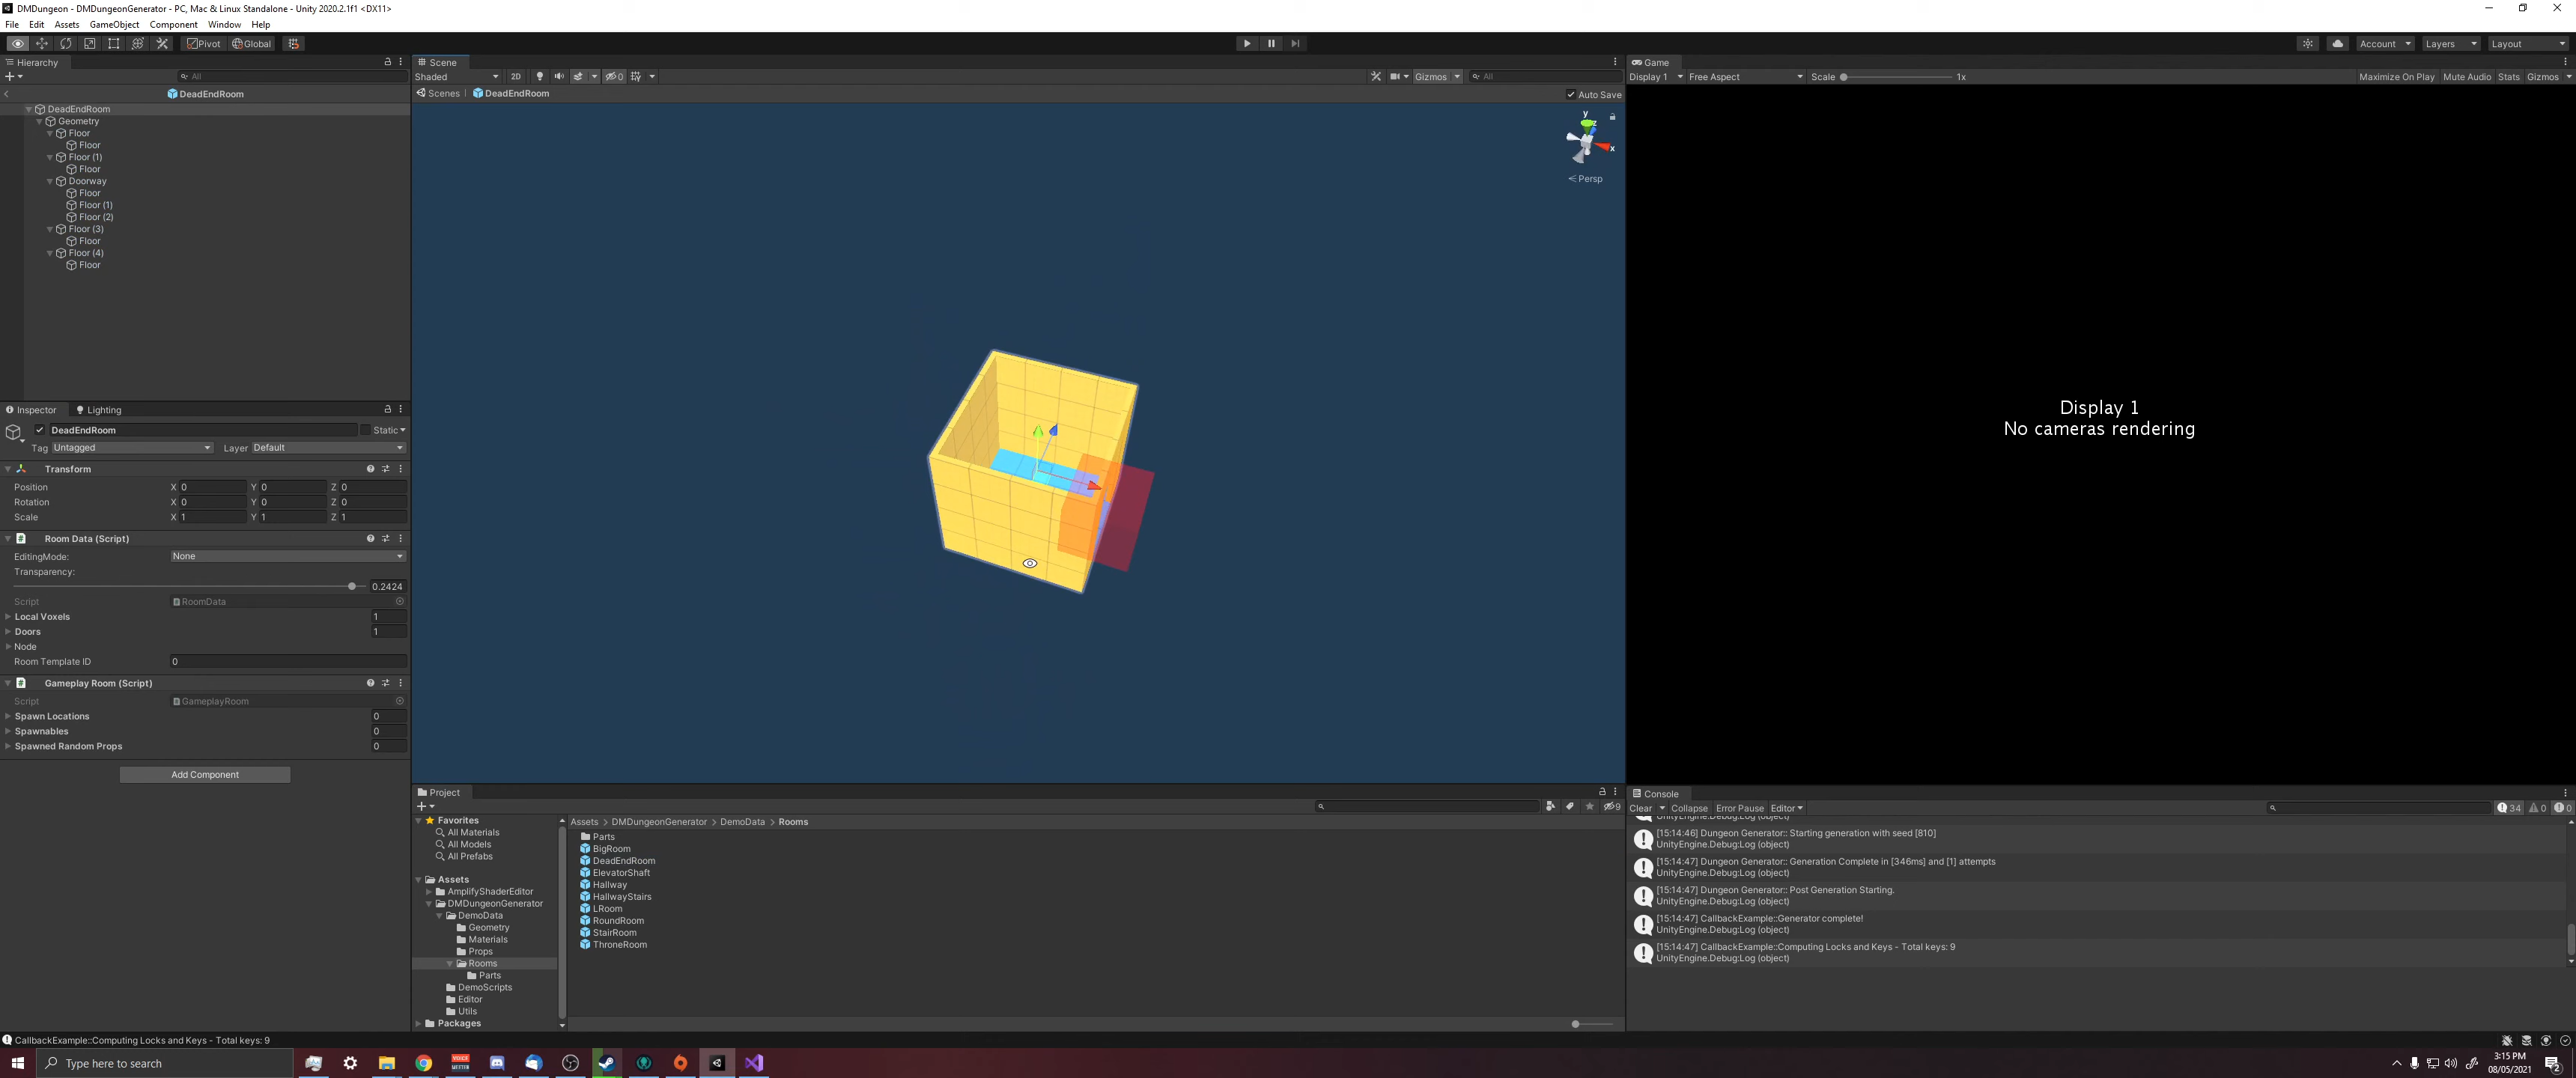 DMDungeon - DMDungeonGenerator - PC, Mac & Linux Standalone - Unity 2020.2.1f1 <DX11>
File Edit Assets GameObject Component Window Help
Pivot Global Account Layers Layout
Hierarchy
All
DeadEndRoom
DeadEndRoom
Geometry
Floor
Floor
Floor (1)
Floor
Doorway
Floor
Floor (1)
Floor (2)
Floor (3)
Floor
Floor (4)
Floor
Inspector Lighting
DeadEndRoom Static
Tag Untagged Layer Default
Transform
Position X 0 Y 0 Z 0
Rotation X 0 Y 0 Z 0
Scale X 1 Y 1 Z 1
Room Data (Script)
EditingMode: None
Transparency:
0.2424
Script RoomData
Local Voxels 1
Doors 1
Node
Room Template ID 0
Gameplay Room (Script)
Script GameplayRoom
Spawn Locations 0
Spawnables 0
Spawned Random Props 0
Add Component
Scene
Shaded 2D 0 Gizmos All
Scenes DeadEndRoom Auto Save
y
z
x
Persp
Game
Display 1 Free Aspect Scale 1x Maximize On Play Mute Audio Stats Gizmos
Display 1
No cameras rendering
Project
9
Favorites
All Materials
All Models
All Prefabs
Assets
AmplifyShaderEditor
DMDungeonGenerator
DemoData
Geometry
Materials
Props
Rooms
Parts
DemoScripts
Editor
Utils
Packages
Assets DMDungeonGenerator DemoData Rooms
Parts
BigRoom
DeadEndRoom
ElevatorShaft
Hallway
HallwayStairs
LRoom
RoundRoom
StairRoom
ThroneRoom
Console
Clear Collapse Error Pause Editor 34 0 0
UnityEngine.Debug:Log (object)
[15:14:46] Dungeon Generator:: Starting generation with seed [810]
UnityEngine.Debug:Log (object)
[15:14:47] Dungeon Generator:: Generation Complete in [346ms] and [1] attempts
UnityEngine.Debug:Log (object)
[15:14:47] Dungeon Generator:: Post Generation Starting.
UnityEngine.Debug:Log (object)
[15:14:47] CallbackExample::Generator complete!
UnityEngine.Debug:Log (object)
[15:14:47] CallbackExample::Computing Locks and Keys - Total keys: 9
UnityEngine.Debug:Log (object)
CallbackExample::Computing Locks and Keys - Total keys: 9
Type here to search
3:15 PM
08/05/2021
2